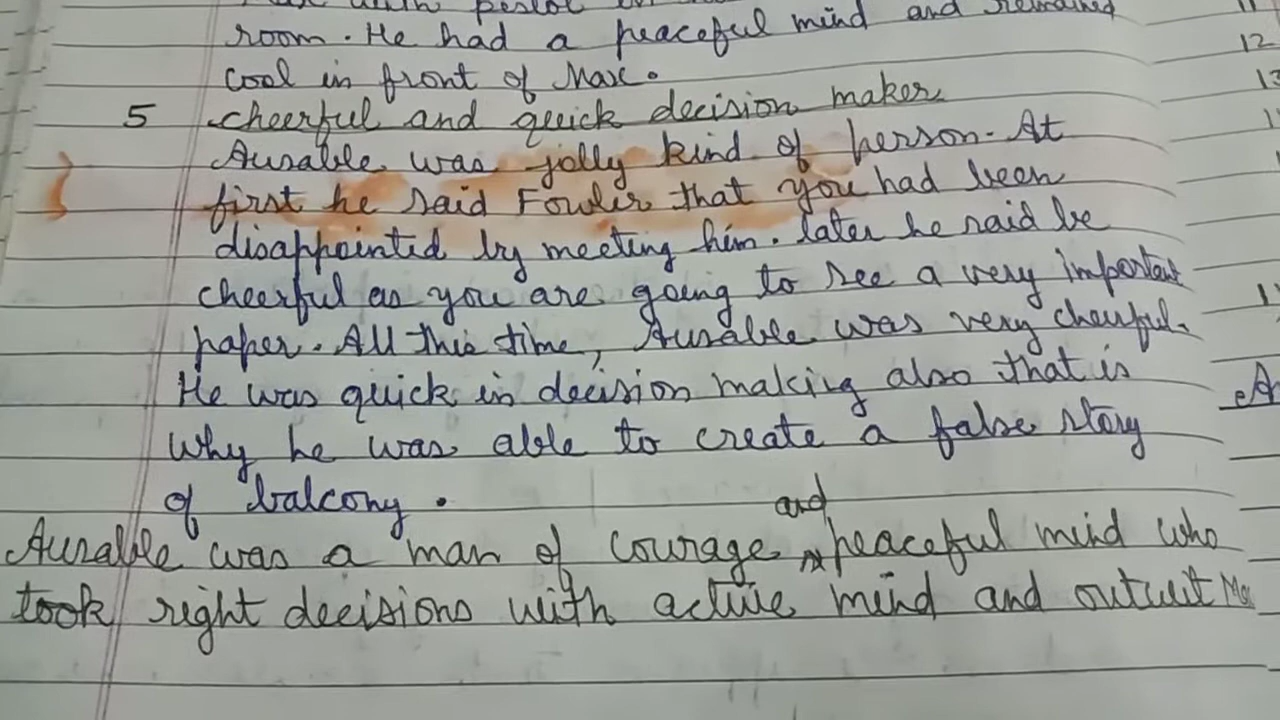 room. He had a peaceful mind and remained 11
cool in front of Max. 12
5 cheerful and quick decision maker 13
Ausable was jolly kind of person. At
first he said Fowler that you had been
disappointed by meeting him. later he said be
cheerful as you are going to see a very important
paper. All this time, Ausable was very cheerful.
He was quick in decision making also that is
why he was able to create a false story
of balcony.
and
Ausable was a man of courage peaceful mind who
took right decisions with active mind and outwit